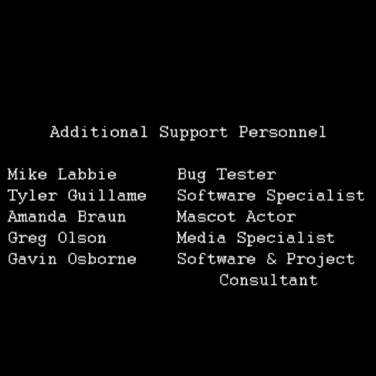 Additional Support Personnel
Mike Labbie Bug Tester
Tyler Guillame Software Specialist
Amanda Braun Mascot Actor
Greg Olson Media Specialist
Gavin Osborne Software & Project
Consultant